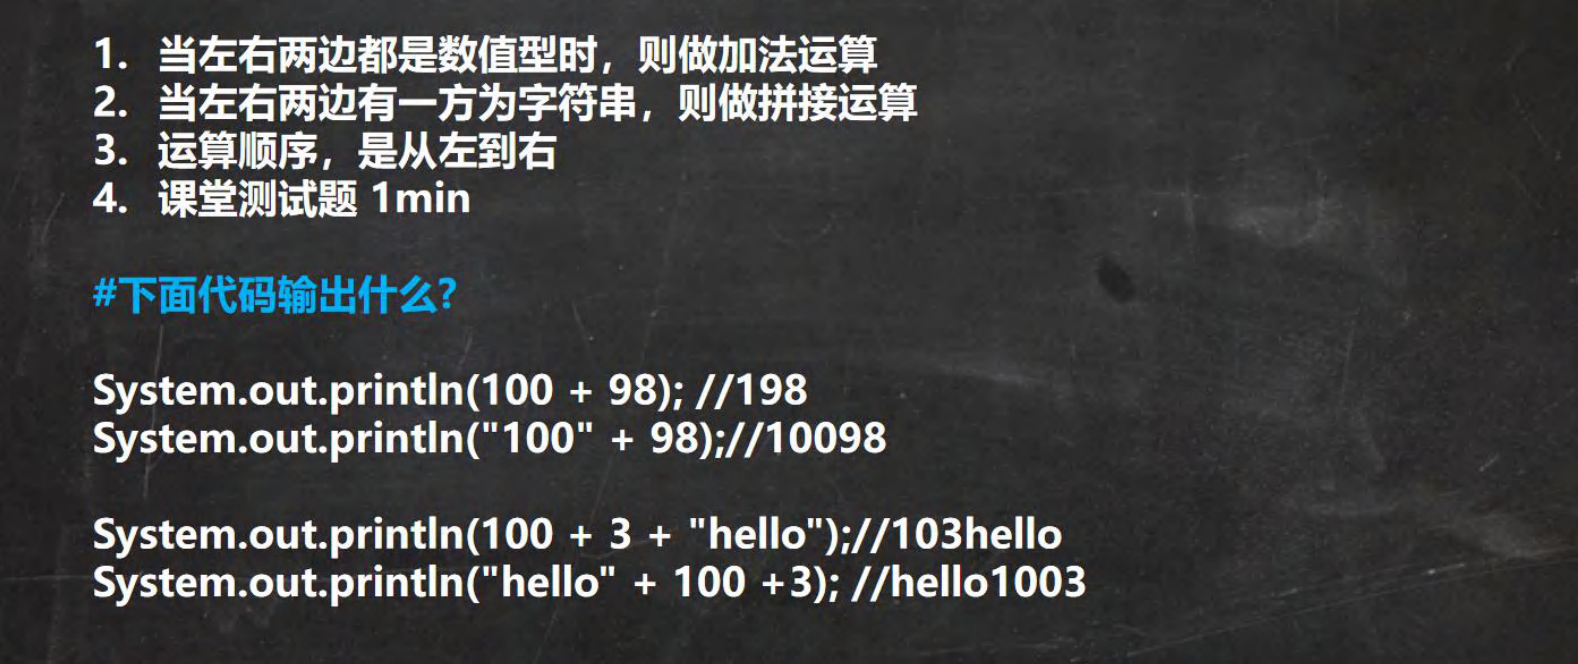 1. 当左右两边都是数值型时，则做加法运算
2. 当左右两边有一方为字符串，则做拼接运算
3. 运算顺序，是从左到右
4. 课堂测试题 1min
#下面代码输出什么?
System.out.println(100 + 98); //198
System.out.println("100" + 98);//10098
System.out.println(100 + 3 + "hello");//103hello
System.out.println("hello" + 100 +3); //hello1003